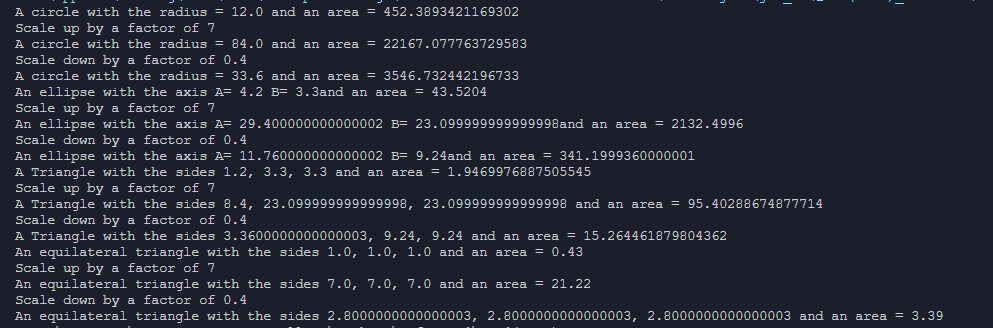 A circle with the radius = 12.0 and an area = 452.3893421169302
Scale up by a factor of 7
A circle with the radius = 84.0 and an area = 22167.077763729583
Scale down by a factor of 0.4
A circle with the radius = 33.6 and an area = 3546.732442196733
An ellipse with the axis A= 4.2 B= 3.3and an area = 43.5204
Scale up by a factor of 7
An ellipse with the axis A= 29.400000000000002 B= 23.099999999999998and an area = 2132.4996
Scale down by a factor of 0.4
An ellipse with the axis A= 11.760000000000002 B= 9.24and an area = 341.1999360000001
A Triangle with the sides 1.2, 3.3, 3.3 and an area = 1.9469976887505545
Scale up by a factor of 7
A Triangle with the sides 8.4, 23.099999999999998, 23.099999999999998 and an area = 95.40288674877714
Scale down by a factor of 0.4
A Triangle with the sides 3.3600000000000003, 9.24, 9.24 and an area = 15.264461879804362
An equilateral triangle with the sides 1.0, 1.0, 1.0 and an area = 0.43
Scale up by a factor of 7
An equilateral triangle with the sides 7.0, 7.0, 7.0 and an area = 21.22
Scale down by a factor of 0.4
An equilateral triangle with the sides 2.8000000000000003, 2.8000000000000003, 2.8000000000000003 and an area = 3.39